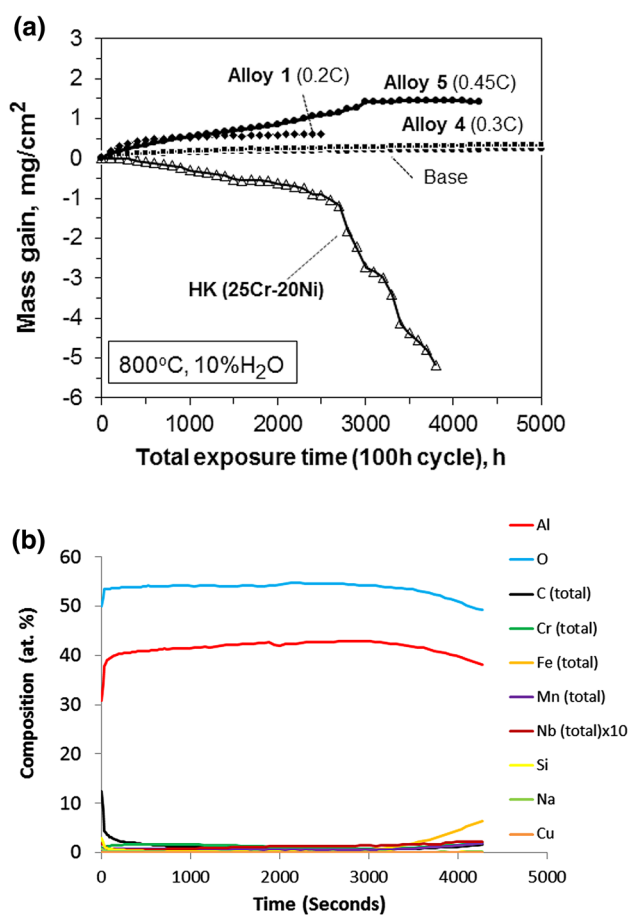 (a)
3
2
1
0
-1
-2
-3
-4
-5
-6
Mass gain, mg/cm²
Alloy 1 (0.2C)
Alloy 5 (0.45C)
Alloy 4 (0.3C)
Base
HK (25Cr-20Ni)
800°C, 10%H₂O
0 1000 2000 3000 4000 5000
Total exposure time (100h cycle), h
(b)
60
50
40
30
20
10
0
Composition (at. %)
0 1000 2000 3000 4000 5000
Time (Seconds)
Al
O
C (total)
Cr (total)
Fe (total)
Mn (total)
Nb (total)x10
Si
Na
Cu